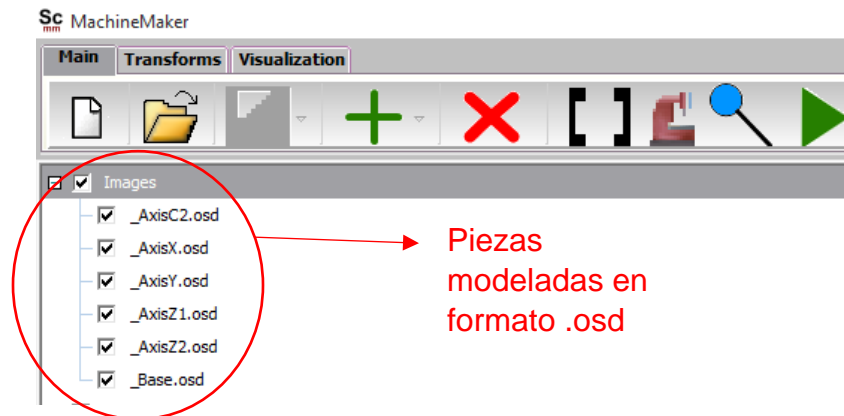 Sc
mm MachineMaker
Main Transforms Visualization
Images
_AxisC2.osd
_AxisX.osd
_AxisY.osd
_AxisZ1.osd
_AxisZ2.osd
_Base.osd
Piezas
modeladas en
formato .osd